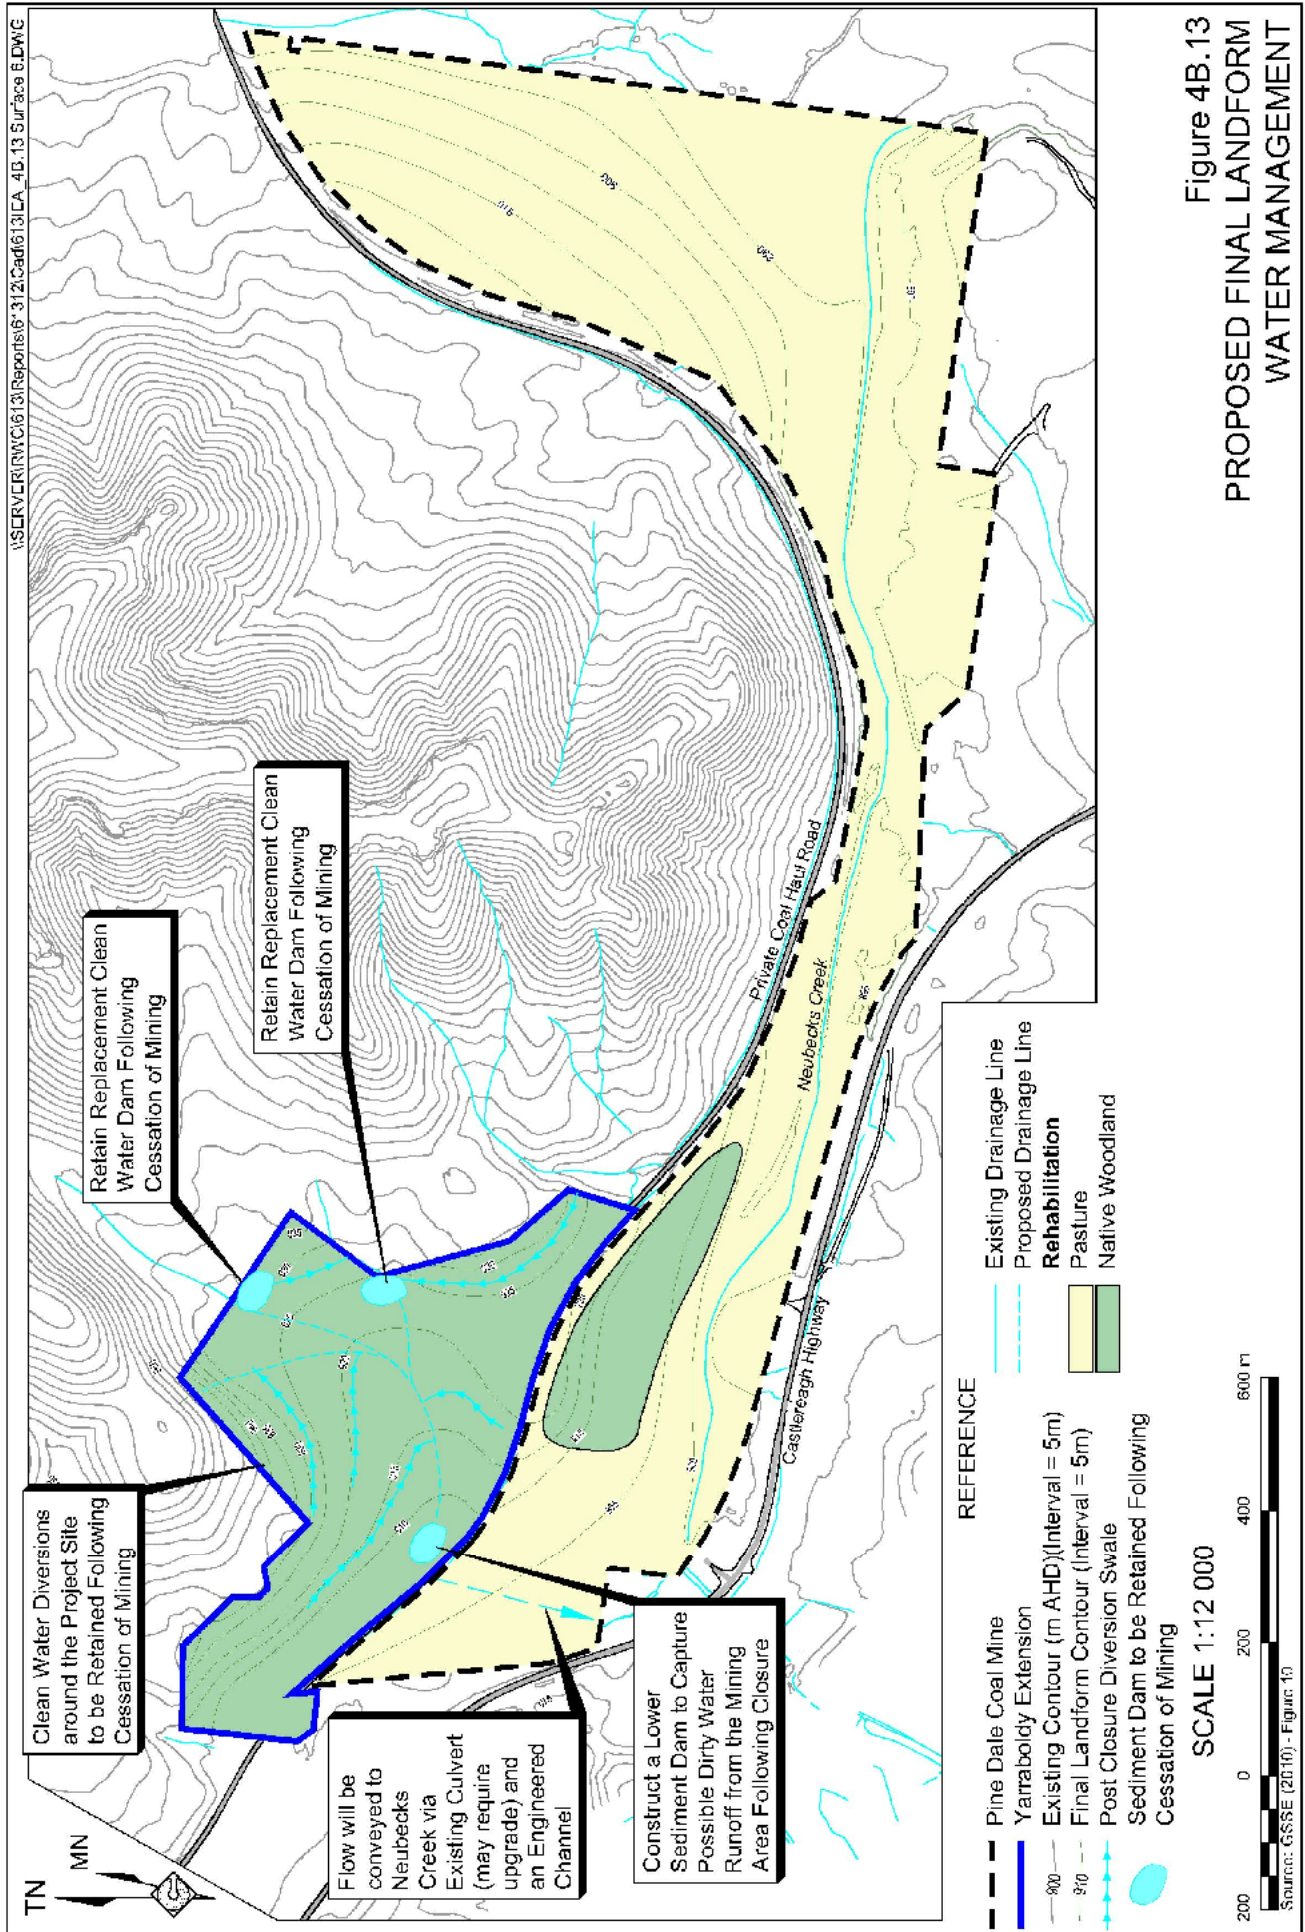 Figure 4B.13
PROPOSED FINAL LANDFORM
WATER MANAGEMENT
TN
MN
Clean Water Diversions
around the Project Site
to be Retained Following
Cessation of Mining
Retain Replacement Clean
Water Dam Following
Cessation of Mining
Retain Replacement Clean
Water Dam Following
Cessation of Mining
Flow will be
conveyed to
Neubecks
Creek via
Existing Culvert
(may require
upgrade) and
an Engineered
Channel
Construct a Lower
Sediment Dam to Capture
Possible Dirty Water
Runoff from the Mining
Area Following Closure
Private Coal Haul Road
Neubecks Creek
Castlereagh Highway
REFERENCE
Pine Dale Coal Mine
Yarraboldy Extension
900
Existing Contour (m AHD)(Interval = 5m)
910
Final Landform Contour (Interval = 5m)
Post Closure Diversion Swale
Sediment Dam to be Retained Following
Cessation of Mining
Existing Drainage Line
Proposed Drainage Line
Rehabilitation
Pasture
Native Woodland
SCALE 1:12 000
200 0 200 400 600 m
Source: GSSE (2010) - Figure 10